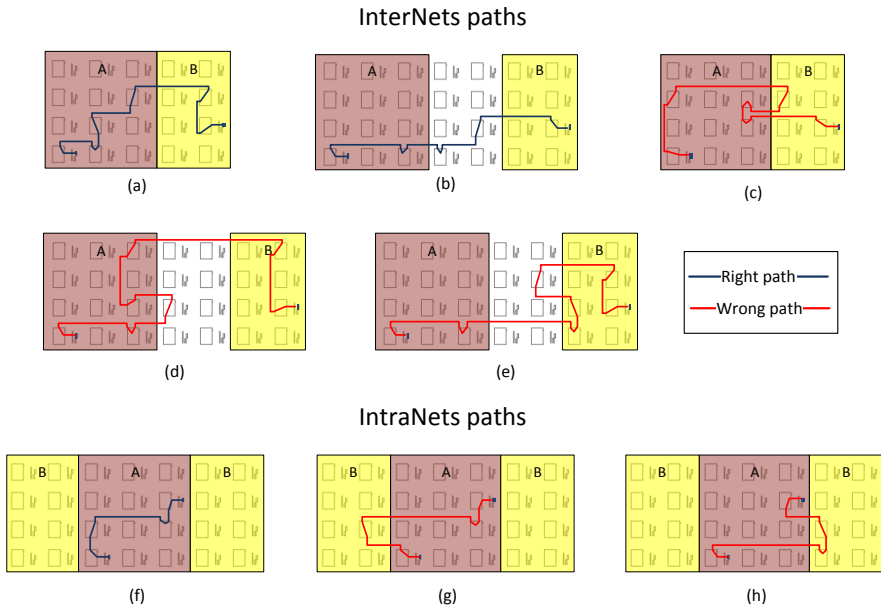 InterNets paths
A
B
(a)
A
B
(b)
A
B
(c)
A
B
(d)
A
B
(e)
Right path
Wrong path
IntraNets paths
B
A
B
(f)
B
A
B
(g)
B
A
B
(h)